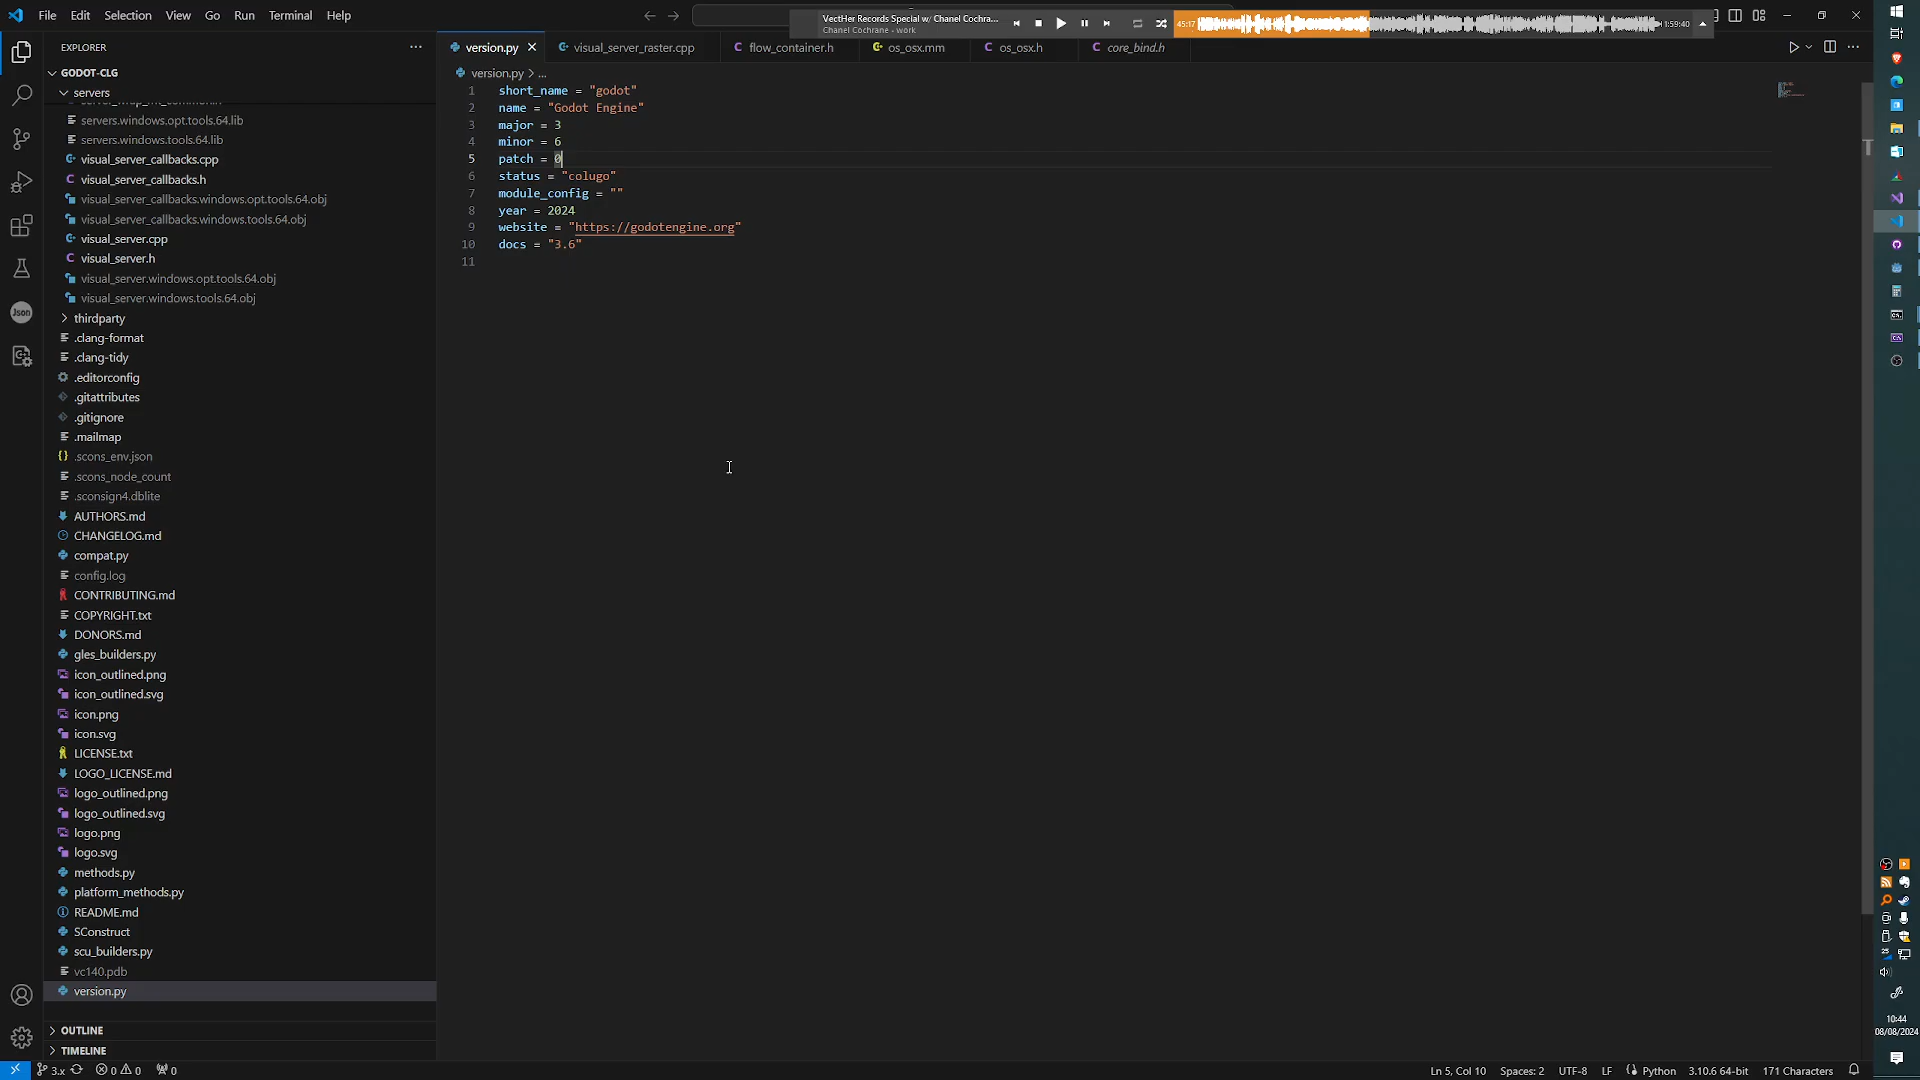 File Edit Selection View Go Run Terminal Help
VectHer Records Special w/ Chanel Cochra...
Chanel Cochrane - work
45:17
1:59:40
EXPLORER
GODOT-CLG
servers
servers.windows.opt.tools.64.lib
servers.windows.tools.64.lib
visual_server_callbacks.cpp
visual_server_callbacks.h
visual_server_callbacks.windows.opt.tools.64.obj
visual_server_callbacks.windows.tools.64.obj
visual_server.cpp
visual_server.h
visual_server.windows.opt.tools.64.obj
visual_server.windows.tools.64.obj
thirdparty
.clang-format
.clang-tidy
.editorconfig
.gitattributes
.gitignore
.mailmap
.scons_env.json
.scons_node_count
.sconsign4.dblite
AUTHORS.md
CHANGELOG.md
compat.py
config.log
CONTRIBUTING.md
COPYRIGHT.txt
DONORS.md
gles_builders.py
icon_outlined.png
icon_outlined.svg
icon.png
icon.svg
LICENSE.txt
LOGO_LICENSE.md
logo_outlined.png
logo_outlined.svg
logo.png
logo.svg
methods.py
platform_methods.py
README.md
SConstruct
scu_builders.py
vc140.pdb
version.py
OUTLINE
TIMELINE
version.py visual_server_raster.cpp flow_container.h os_osx.mm os_osx.h core_bind.h
version.py > ...
1 short_name = "godot"
2 name = "Godot Engine"
3 major = 3
4 minor = 6
5 patch = 0
6 status = "colugo"
7 module_config = ""
8 year = 2024
9 website = "https://godotengine.org"
10 docs = "3.6"
11
Json
3.x 0 0 0
Ln 5, Col 10 Spaces: 2 UTF-8 LF Python 3.10.6 64-bit 171 Characters
10:44
08/08/2024